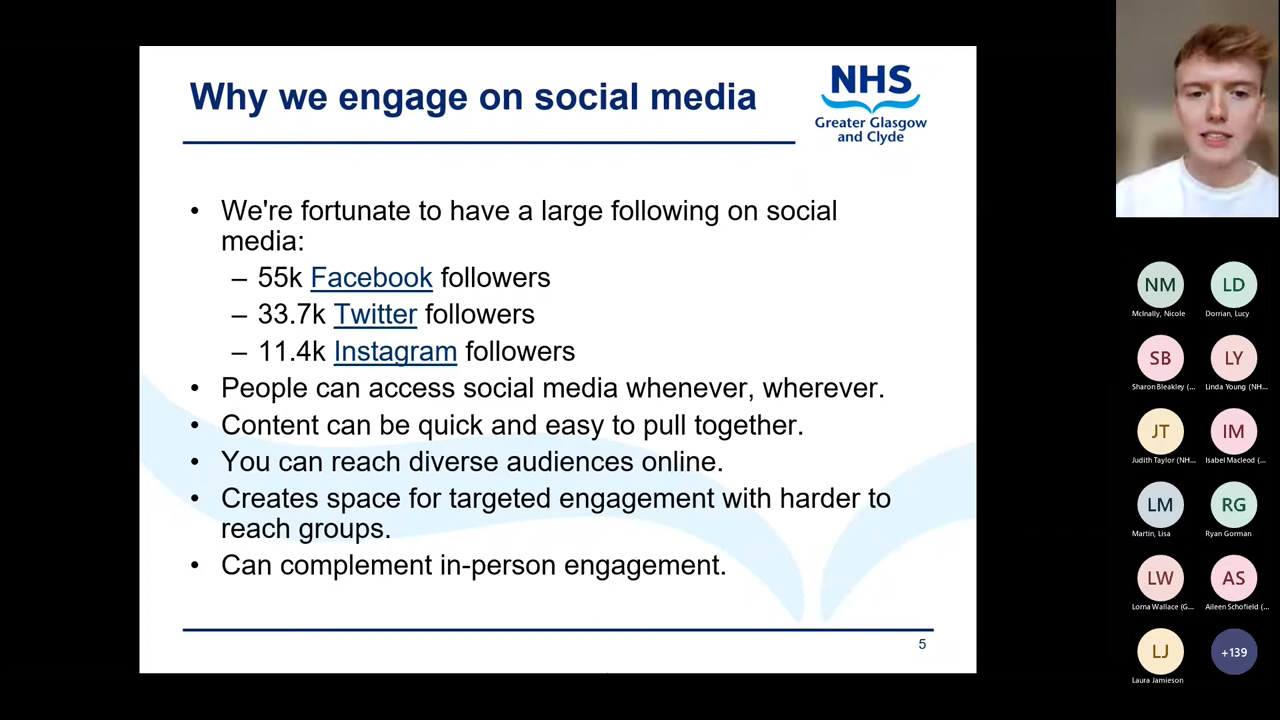 Why we engage on social media
NHS
Greater Glasgow
and Clyde
• We're fortunate to have a large following on social
media:
– 55k Facebook followers
– 33.7k Twitter followers
– 11.4k Instagram followers
• People can access social media whenever, wherever.
• Content can be quick and easy to pull together.
• You can reach diverse audiences online.
• Creates space for targeted engagement with harder to
reach groups.
• Can complement in-person engagement.
5
NM
LD
McInally, Nicole
Dorrian, Lucy
SB
LY
Sharon Bleakley (...
Linda Young (NH...
JT
IM
Judith Taylor (NH...
Isabel Macleod (...
LM
RG
Martin, Lisa
Ryan Gorman
LW
AS
Lorna Wallace (G...
Aileen Schofield (...
LJ
+139
Laura Jamieson